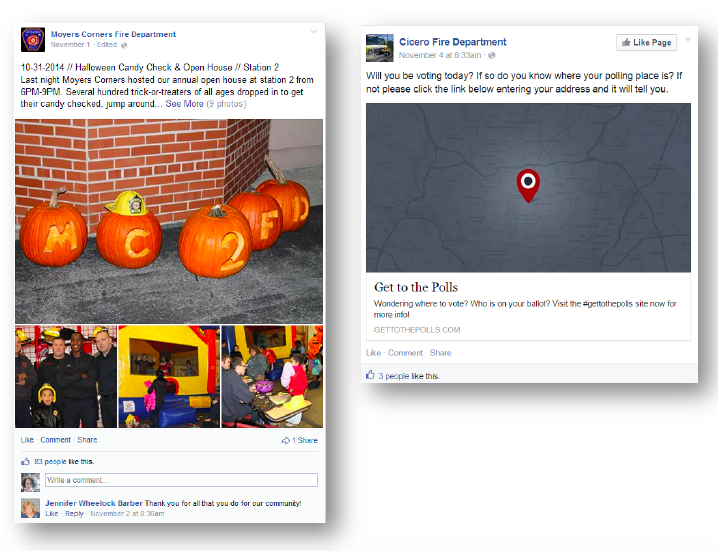 Moyers Corners Fire Department
November 1 · Edited
10-31-2014 // Halloween Candy Check & Open House // Station 2
Last night Moyers Corners hosted our annual open house at station 2 from
6PM-9PM. Several hundred trick-or-treaters of all ages dropped in to get
their candy checked, jump around... See More (9 photos)
M C 2 F D
Like · Comment · Share
1 Share
83 people like this.
Write a comment...
Jennifer Wheelock Barber Thank you for all that you do for our community!
Like · Reply · November 2 at 8:36am
Cicero Fire Department
Like Page
November 4 at 6:33am
Will you be voting today? If so do you know where your polling place is? If
not please click the link below entering your address and it will tell you.
Get to the Polls
Wondering where to vote? Who is on your ballot? Visit the #gettothepolls site now for
more info!
GETTOTHEPOLLS.COM
Like · Comment · Share
3 people like this.